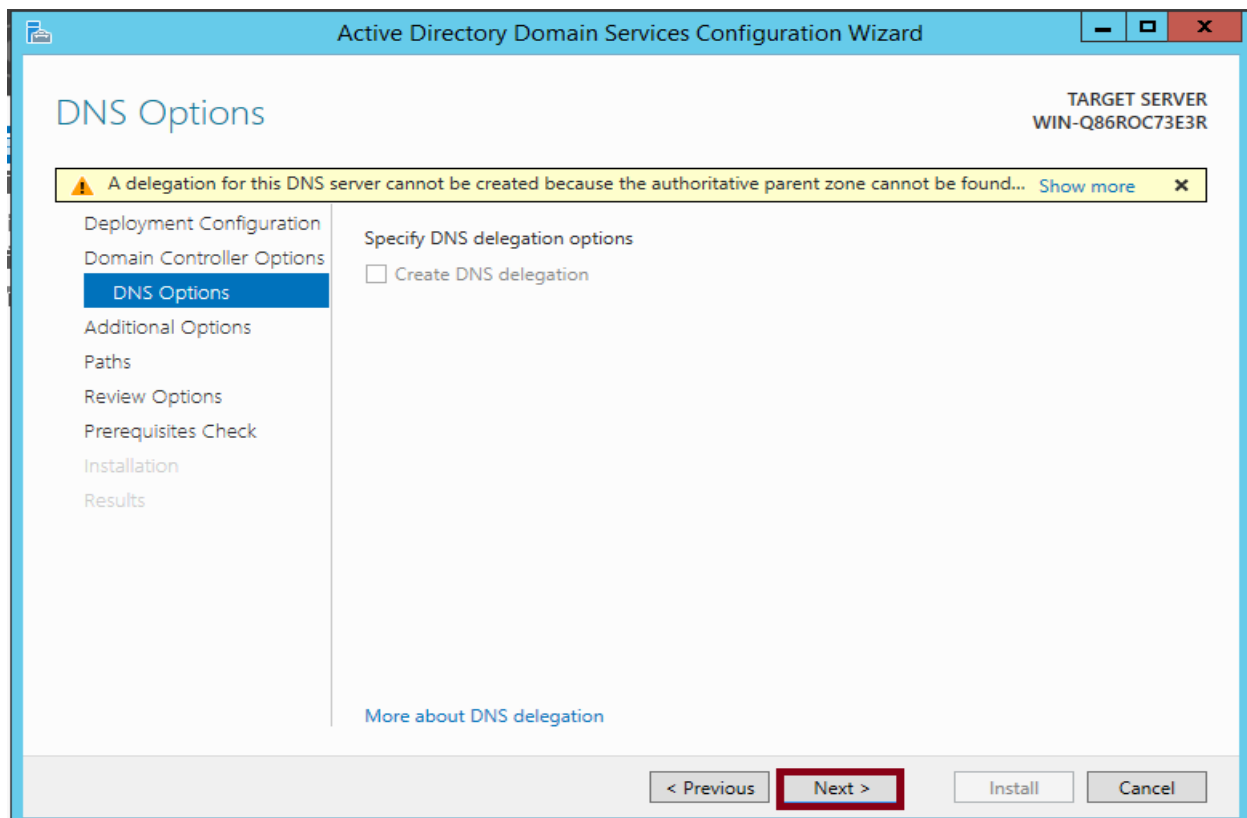 Active Directory Domain Services Configuration Wizard
DNS Options
TARGET SERVER
WIN-Q86ROC73E3R
A delegation for this DNS server cannot be created because the authoritative parent zone cannot be found... Show more
Deployment Configuration
Domain Controller Options
DNS Options
Additional Options
Paths
Review Options
Prerequisites Check
Installation
Results
Specify DNS delegation options
Create DNS delegation
More about DNS delegation
< Previous
Next >
Install
Cancel